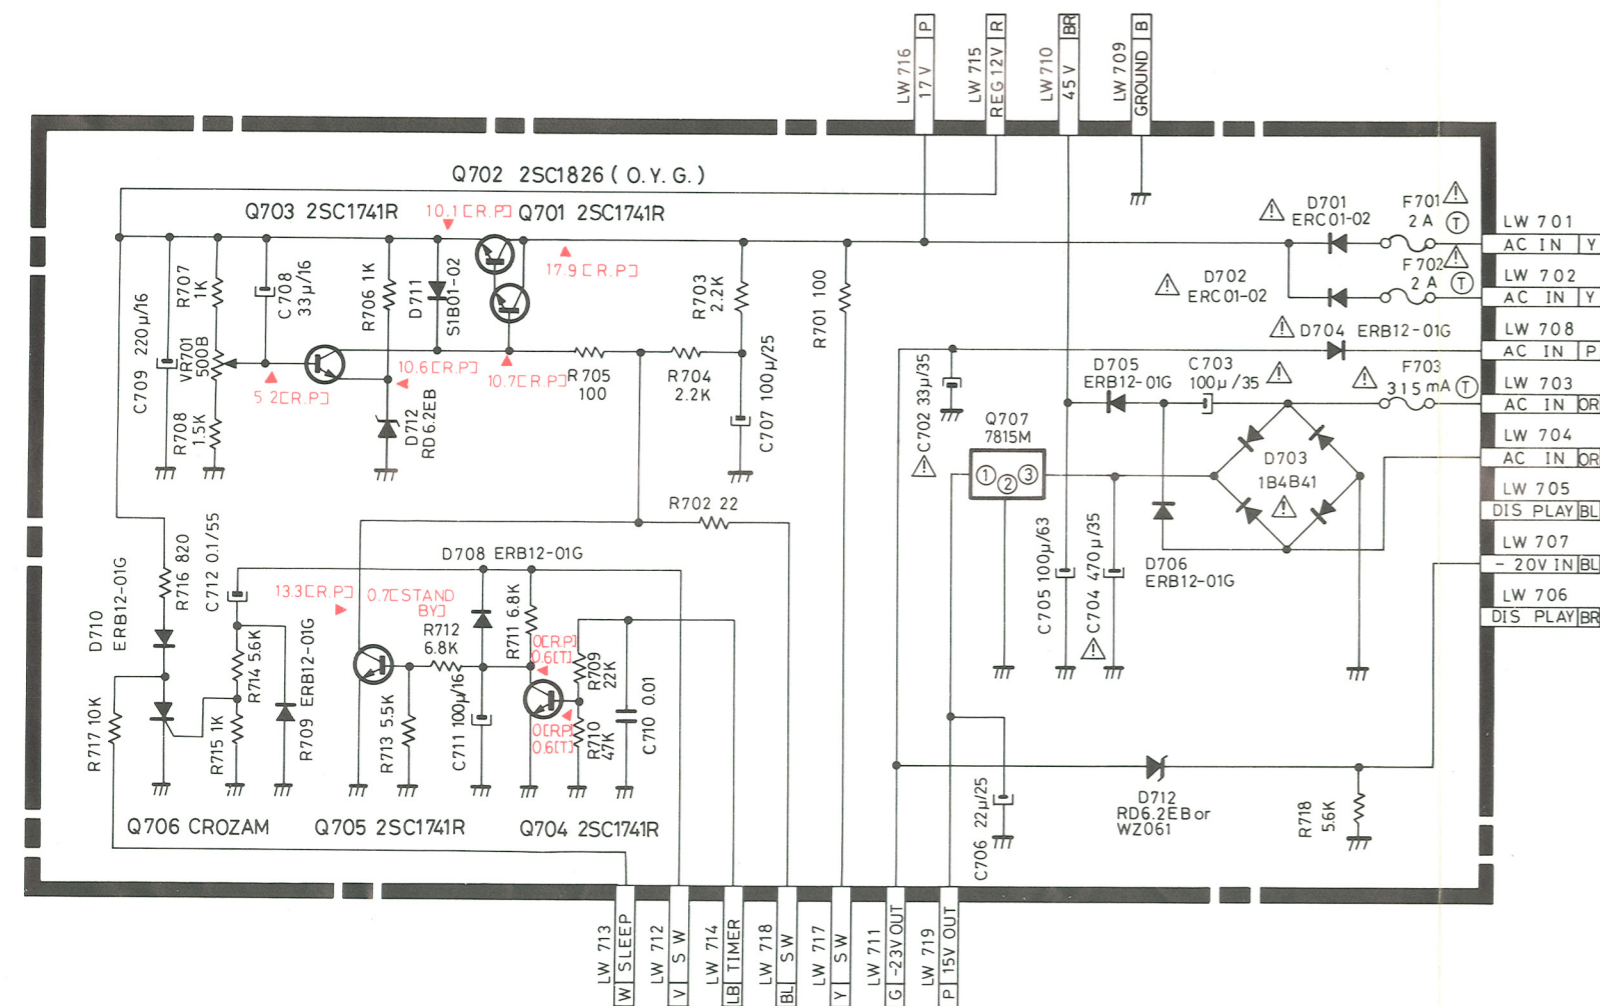 LW 716
17 V P
LW 715
REG 12V R
LW 710
45 V BR
LW 709
GROUND B
Q702 2SC1826 ( O.Y.G. )
Q703 2SC1741R
10.1 [R.P]
Q701 2SC1741R
17.9 [R.P]
D701
ERC01-02
F701
2 A T
LW 701
AC IN Y
D702
ERC01-02
F702
2 A T
LW 702
AC IN Y
D704 ERB12-01G
LW 708
AC IN P
D705
ERB12-01G
C703
100µ/35
F703
315 mA T
LW 703
AC IN OR
LW 704
AC IN OR
LW 705
DIS PLAY BL
LW 707
- 20V IN BL
LW 706
DIS PLAY BR
C709 220µ/16
R707
1K
VR701
500B
R708
1.5K
C708
33µ/16
R706 1K
D711
S1B01-02
R703
2.2K
R701 100
5.2[R.P]
10.6 [R.P]
10.7[R.P]
D712
RD6.2EB
R705
100
R704
2.2K
C707 100µ/25
C702 33µ/35
Q707
7815M
1 2 3
D703
1B4B41
R702 22
D706
ERB12-01G
C705 100µ/63
C704 470µ/35
D710
ERB12-01G
R716 820
C712 0.1/55
D708 ERB12-01G
13.3[R.P]
0.7[STAND
BY]
R712
6.8K
R711 6.8K
0[R.P]
0.6[T]
R709
22K
R714 5.6K
R709 ERB12-01G
R717 10K
R715 1K
R713 5.5K
C711 100µ/16
0[R.P]
0.6[T]
R710
47K
C710 0.01
Q706 CROZAM
Q705 2SC1741R
Q704 2SC1741R
C706 22µ/25
D712
RD6.2EB or
WZ061
R718
5.6K
LW 713
W SLEEP
LW 712
V S W
LW 714
LB TIMER
LW 718
BL S W
LW 717
Y S W
LW 711
G -23V OUT
LW 719
P 15V OUT